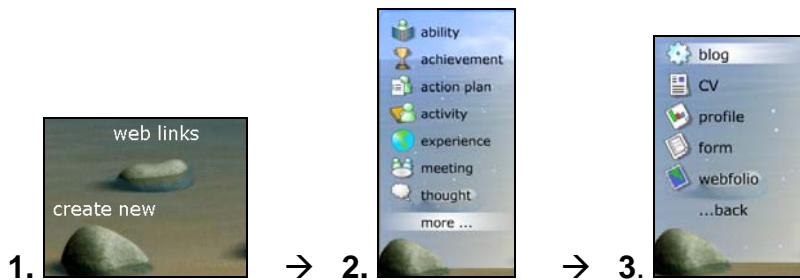 1.
web links
create new
→
2.
ability
achievement
action plan
activity
experience
meeting
thought
more ...
→
3.
blog
CV
profile
form
webfolio
...back